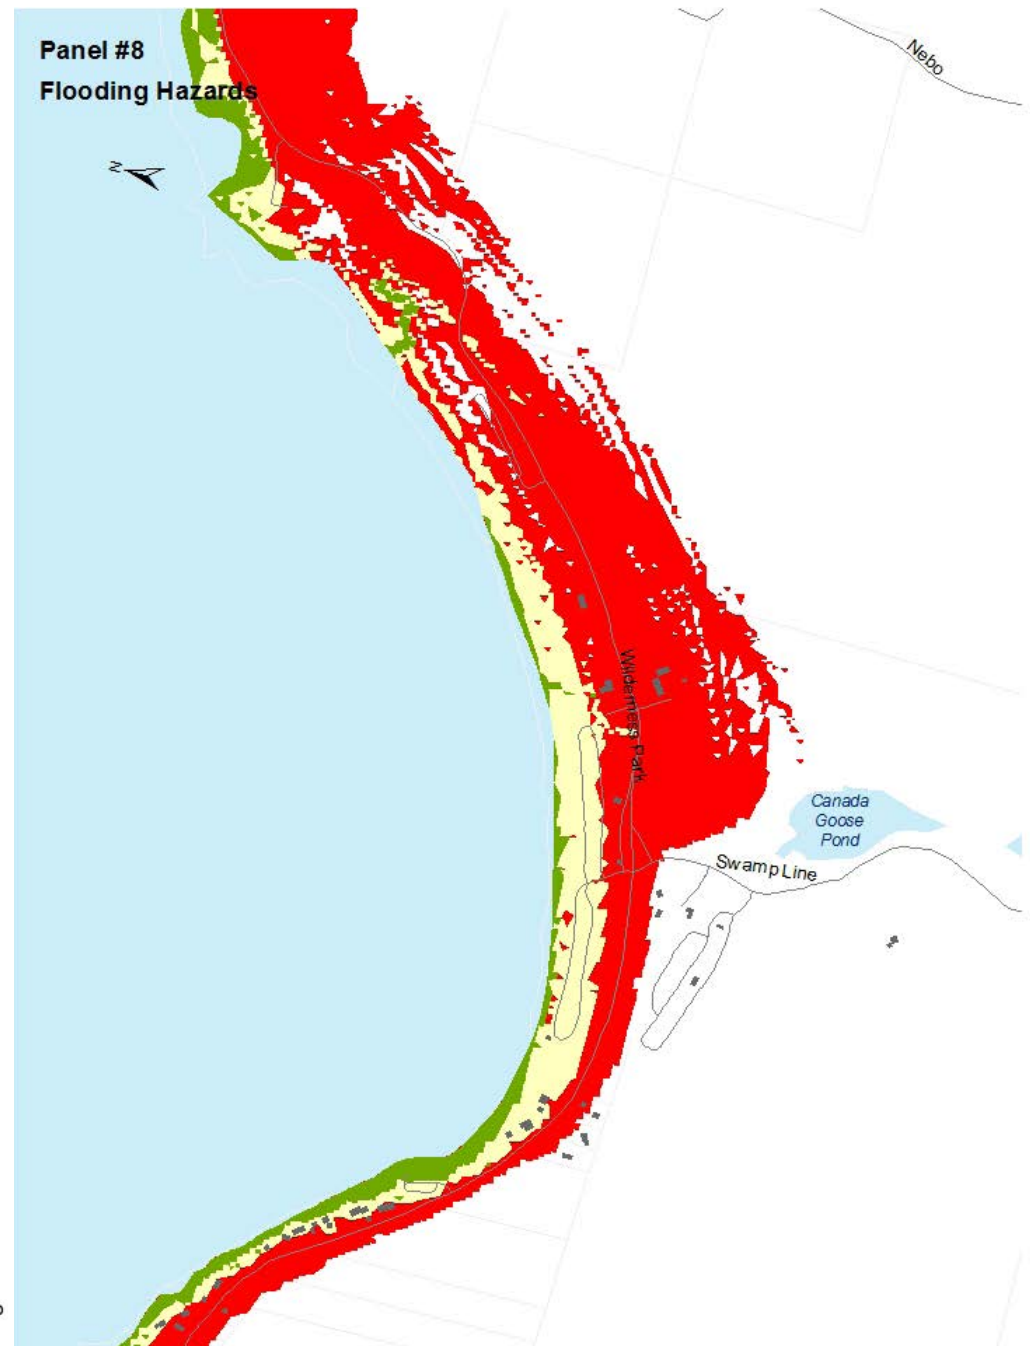 Panel #8
Flooding Hazards
Nebo
N
Wilderness Park
Canada
Goose
Pond
Swamp Line